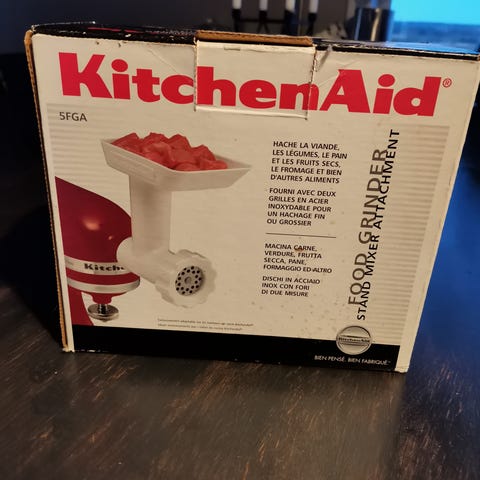 KitchenAid®
5FGA
HACHE LA VIANDE,
LES LÉGUMES, LE PAIN
ET LES FRUITS SECS,
LE FROMAGE ET BIEN
D'AUTRES ALIMENTS
FOURNI AVEC DEUX
GRILLES EN ACIER
INOXYDABLE POUR
UN HACHAGE FIN
OU GROSSIER
MACINA CARNE,
VERDURE, FRUTTA
SECCA, PANE,
FORMAGGIO ED ALTRO
DISCHI IN ACCIAIO
INOX CON FORI
DI DUE MISURE
FOOD GRINDER
STAND MIXER ATTACHMENT
Kitche
KitchenAid
BIEN PENSÉ. BIEN FABRIQUÉ.